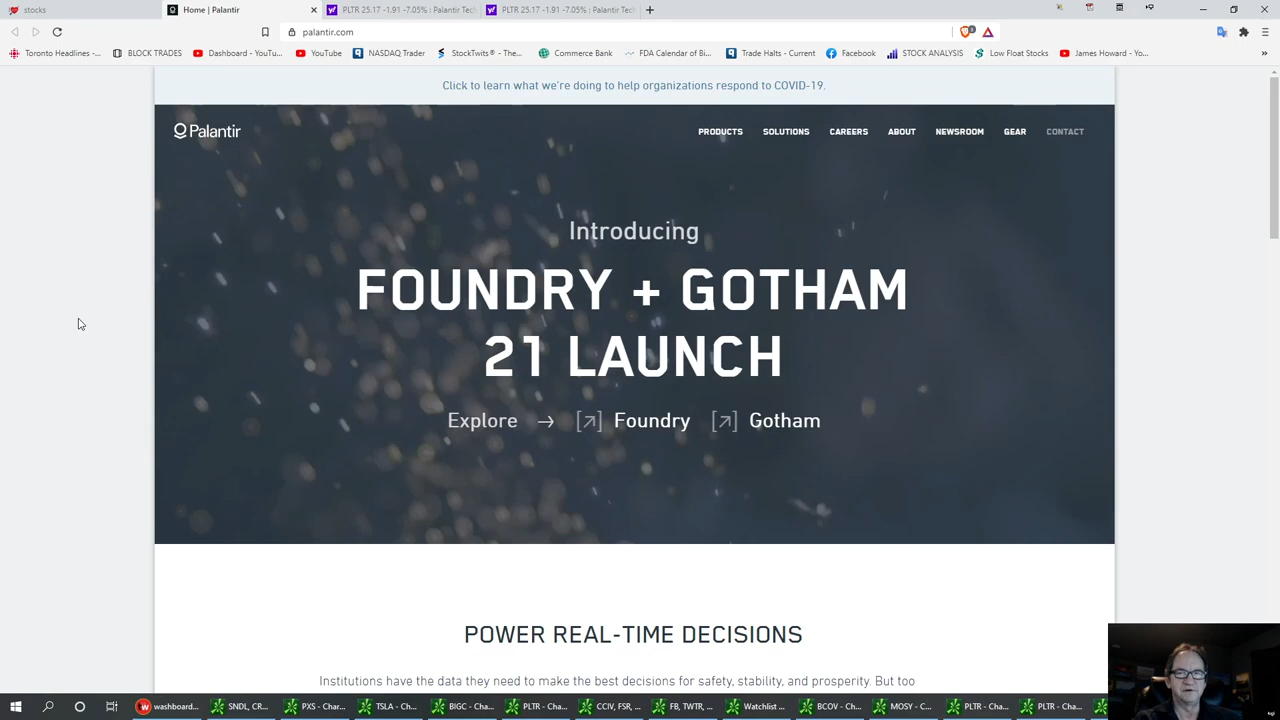 stocks
Home | Palantir
PLTR 25.17 -1.91 -7.05% : Palantir Tech
PLTR 25.17 -1.91 -7.05% : Palantir Tech
palantir.com
Toronto Headlines -...
BLOCK TRADES
Dashboard - YouTu...
YouTube
NASDAQ Trader
StockTwits® - The...
Commerce Bank
FDA Calendar of Bi...
Trade Halts - Current
Facebook
STOCK ANALYSIS
Low Float Stocks
James Howard - Yo...
Click to learn what we're doing to help organizations respond to COVID-19.
Palantir
PRODUCTS
SOLUTIONS
CAREERS
ABOUT
NEWSROOM
GEAR
CONTACT
Introducing
FOUNDRY + GOTHAM
21 LAUNCH
Explore → [↗] Foundry [↗] Gotham
POWER REAL-TIME DECISIONS
Institutions have the data they need to make the best decisions for safety, stability, and prosperity. But too
washboard...
SNDL, CR...
PXS - Cha...
TSLA - Ch...
BIGC - Cha...
PLTR - Cha...
CCIV, FSR, ...
FB, TWTR, ...
Watchlist ...
BCOV - Cha...
MOSY - C...
PLTR - Cha...
PLTR - Cha...